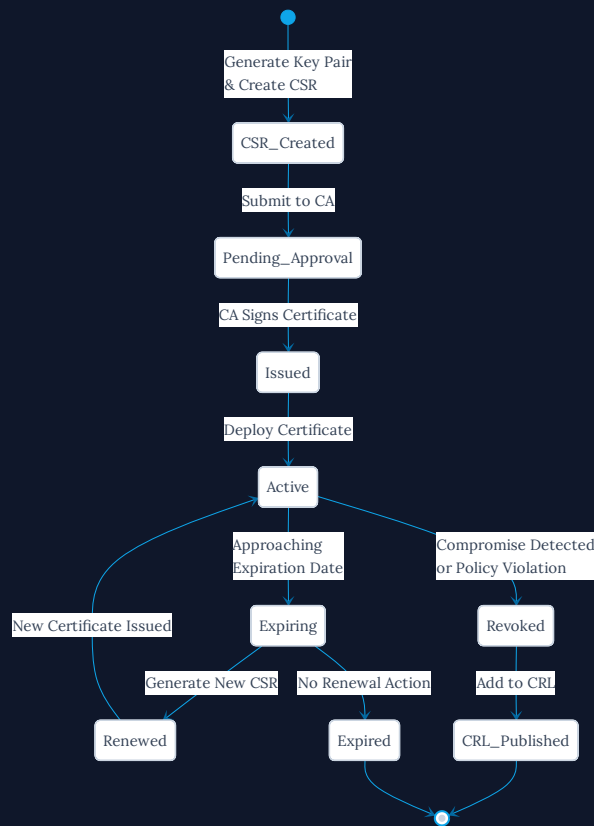 Generate Key Pair
& Create CSR
CSR_Created
Submit to CA
Pending_Approval
CA Signs Certificate
Issued
Deploy Certificate
Active
Approaching
Expiration Date
Compromise Detected
or Policy Violation
New Certificate Issued
Expiring
Revoked
Generate New CSR
No Renewal Action
Add to CRL
Renewed
Expired
CRL_Published